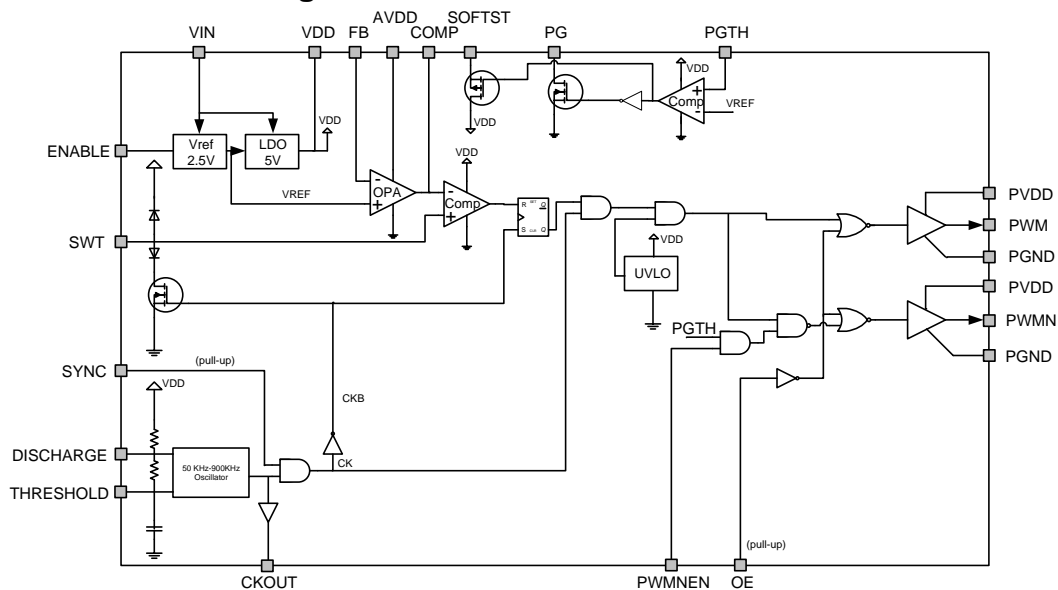 g
VIN
VDD
FB
AVDD
COMP
SOFTST
PG
PGTH
VDD
+
Comp
-
VREF
VDD
VDD
ENABLE
Vref
2.5V
LDO
5V
VREF
-
OPA
+
VDD
-
Comp
+
R
SET
Q
S
CLR
Q
SWT
VDD
UVLO
PVDD
PWM
PGND
PVDD
PWMN
PGND
PGTH
SYNC
(pull-up)
VDD
CKB
CK
DISCHARGE
THRESHOLD
50 KHz-900KHz
Oscillator
(pull-up)
CKOUT
PWMNEN
OE